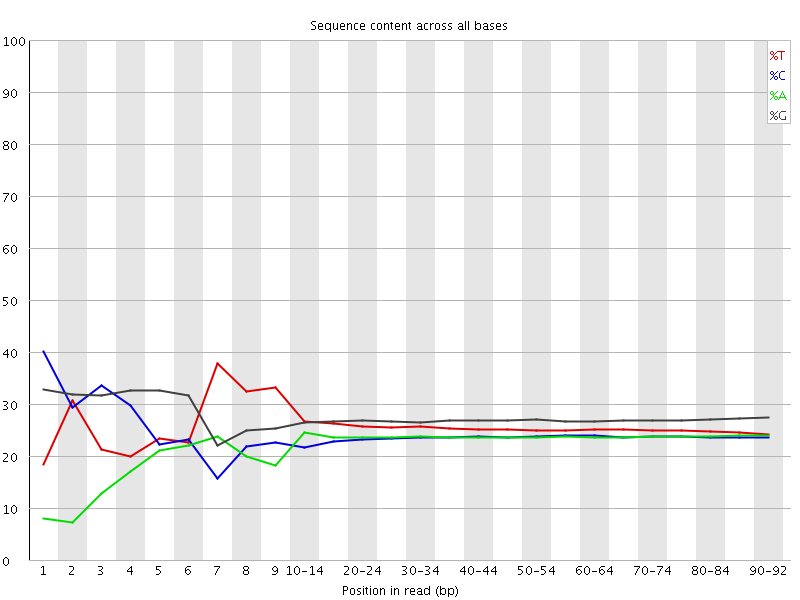 Sequence content across all bases
100
90
80
70
60
50
40
30
20
10
0
%T
%C
%A
%G
1 2 3 4 5 6 7 8 9 10-14 20-24 30-34 40-44 50-54 60-64 70-74 80-84 90-92
Position in read (bp)